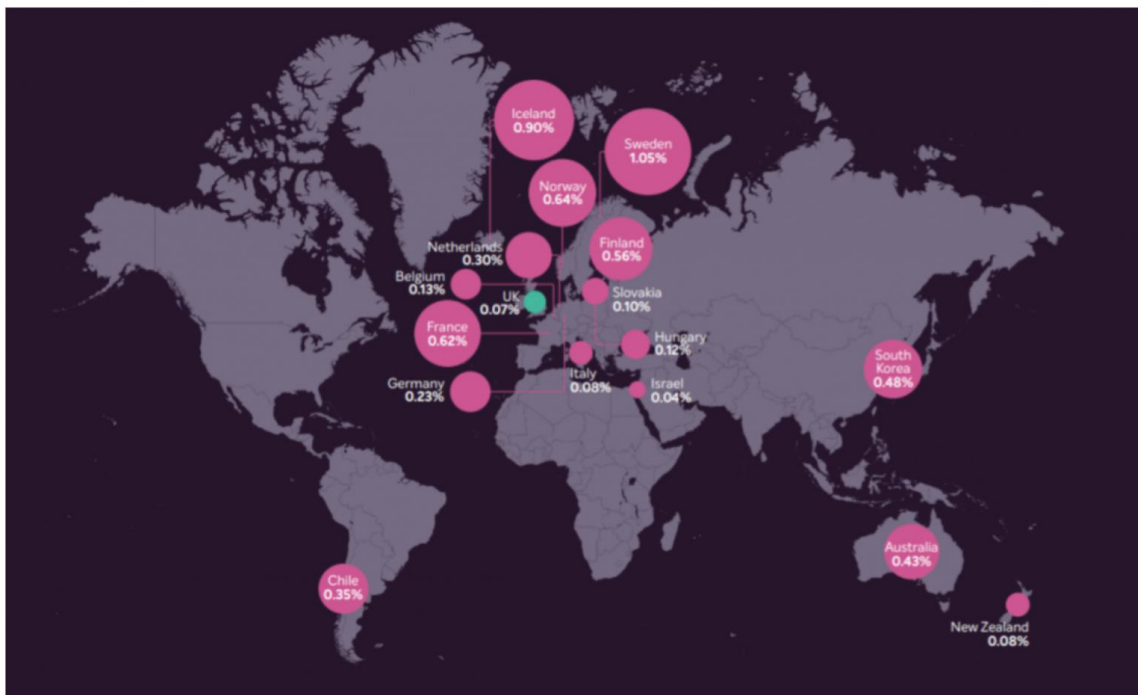 Iceland
0.90%
Sweden
1.05%
Norway
0.64%
Netherlands
0.30%
Finland
0.56%
Belgium
0.13%
UK
0.07%
Slovakia
0.10%
France
0.62%
Hungary
0.12%
Italy
0.08%
Germany
0.23%
Israel
0.04%
South
Korea
0.48%
Australia
0.43%
Chile
0.35%
New Zealand
0.08%